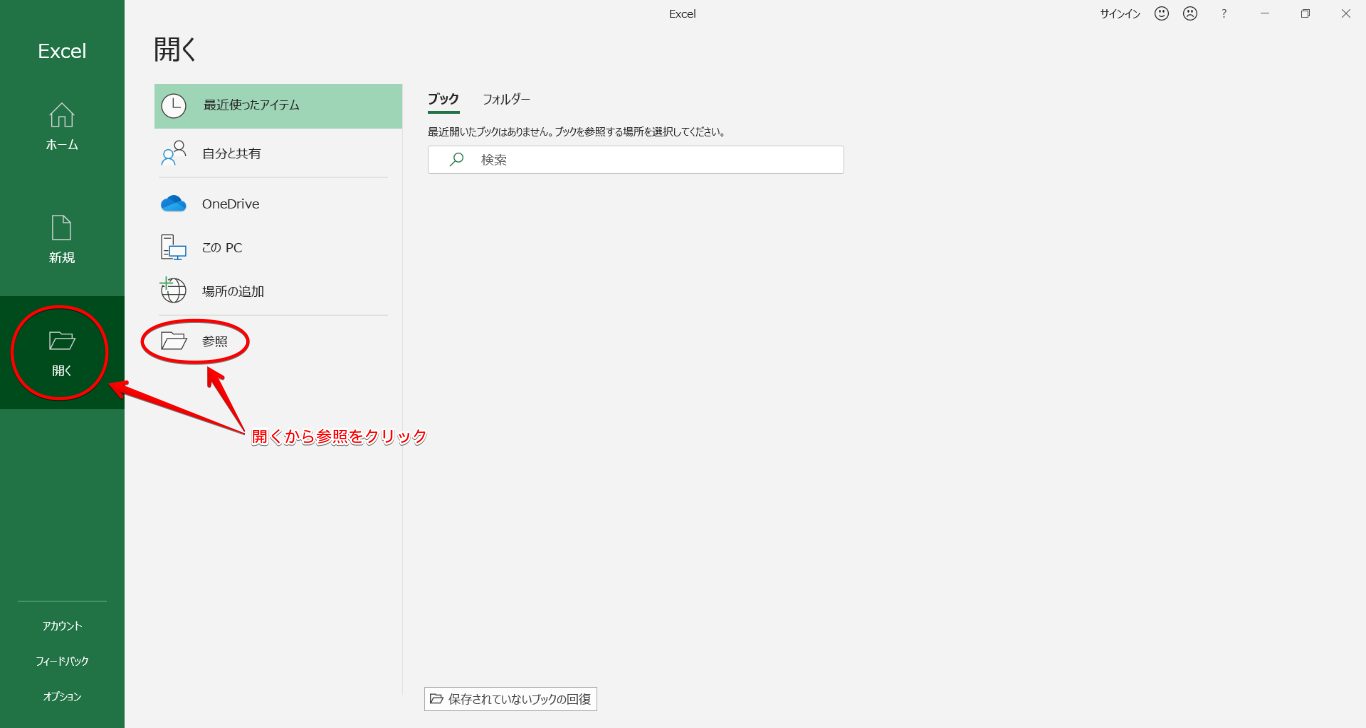 Excel
サインイン
?
Excel
ホーム
新規
開く
アカウント
フィードバック
オプション
開く
最近使ったアイテム
自分と共有
OneDrive
この PC
場所の追加
参照
開くから参照をクリック
ブック
フォルダー
最近開いたブックはありません。ブックを参照する場所を選択してください。
検索
保存されていないブックの回復